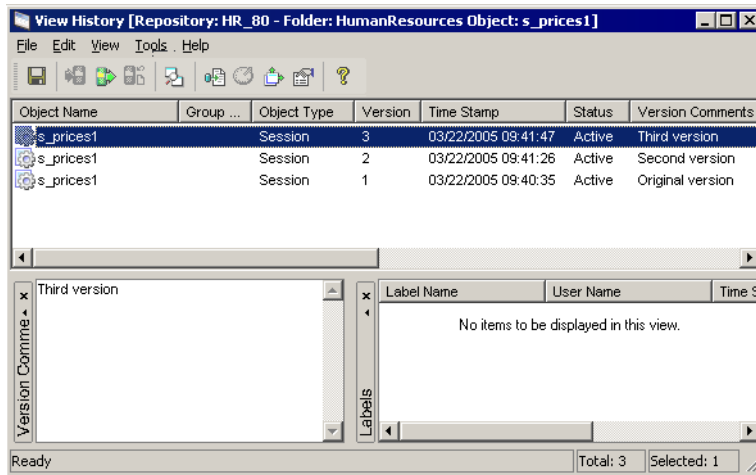 View History [Repository: HR_80 - Folder: HumanResources Object: s_prices1]
File Edit View Tools Help
Object Name Group ... Object Type Version Time Stamp Status Version Comments
s_prices1 Session 3 03/22/2005 09:41:47 Active Third version
s_prices1 Session 2 03/22/2005 09:41:26 Active Second version
s_prices1 Session 1 03/22/2005 09:40:35 Active Original version
Version Comme
Third version
Labels
Label Name User Name Time S
No items to be displayed in this view.
Ready Total: 3 Selected: 1